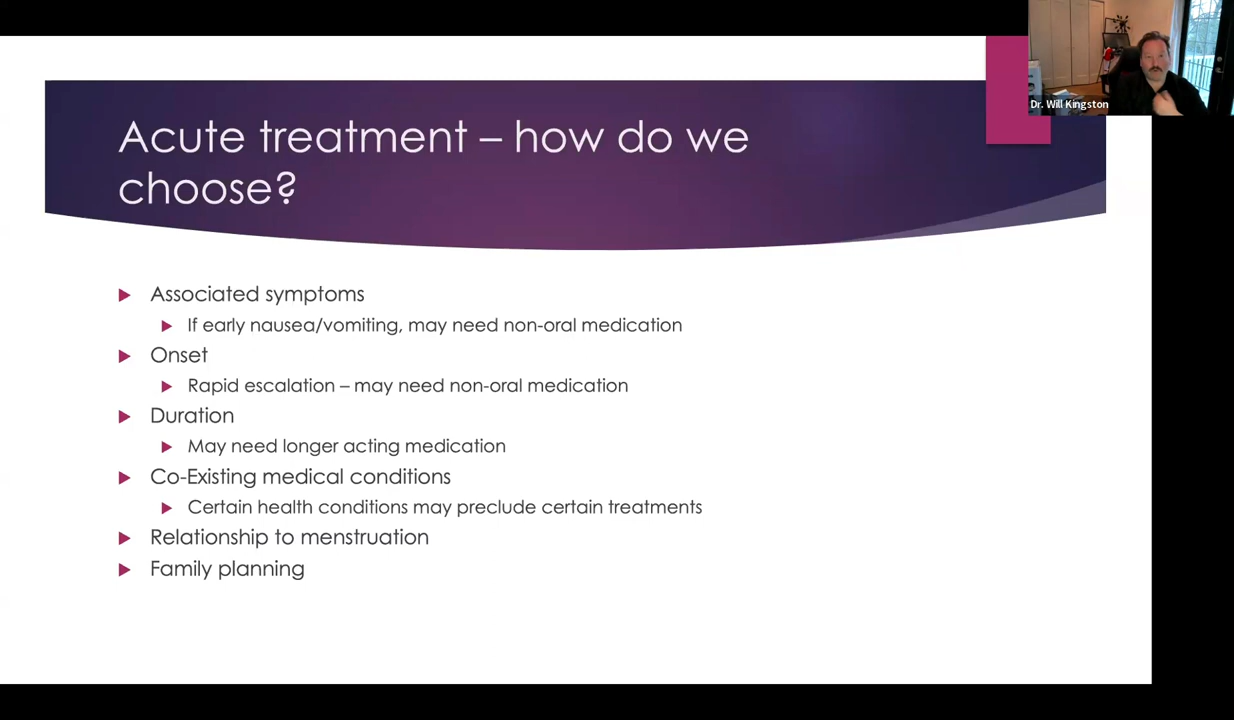 Dr. Will Kingston
Acute treatment – how do we
choose?
Associated symptoms
If early nausea/vomiting, may need non-oral medication
Onset
Rapid escalation – may need non-oral medication
Duration
May need longer acting medication
Co-Existing medical conditions
Certain health conditions may preclude certain treatments
Relationship to menstruation
Family planning